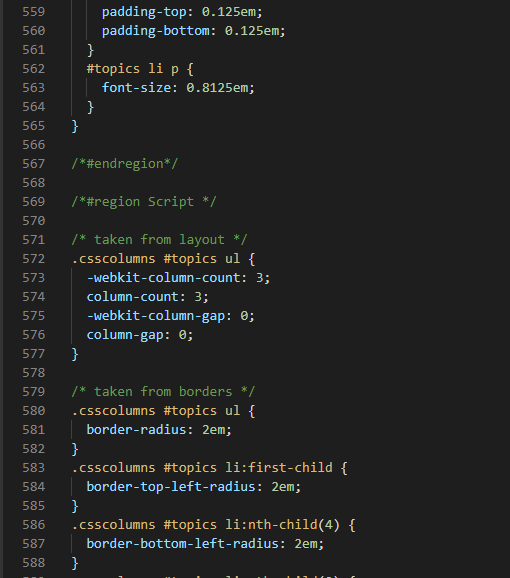 559 padding-top: 0.125em;
560 padding-bottom: 0.125em;
561 }
562 #topics li p {
563 font-size: 0.8125em;
564 }
565 }
566
567 /*#endregion*/
568
569 /*#region Script */
570
571 /* taken from layout */
572 .csscolumns #topics ul {
573 -webkit-column-count: 3;
574 column-count: 3;
575 -webkit-column-gap: 0;
576 column-gap: 0;
577 }
578
579 /* taken from borders */
580 .csscolumns #topics ul {
581 border-radius: 2em;
582 }
583 .csscolumns #topics li:first-child {
584 border-top-left-radius: 2em;
585 }
586 .csscolumns #topics li:nth-child(4) {
587 border-bottom-left-radius: 2em;
588 }